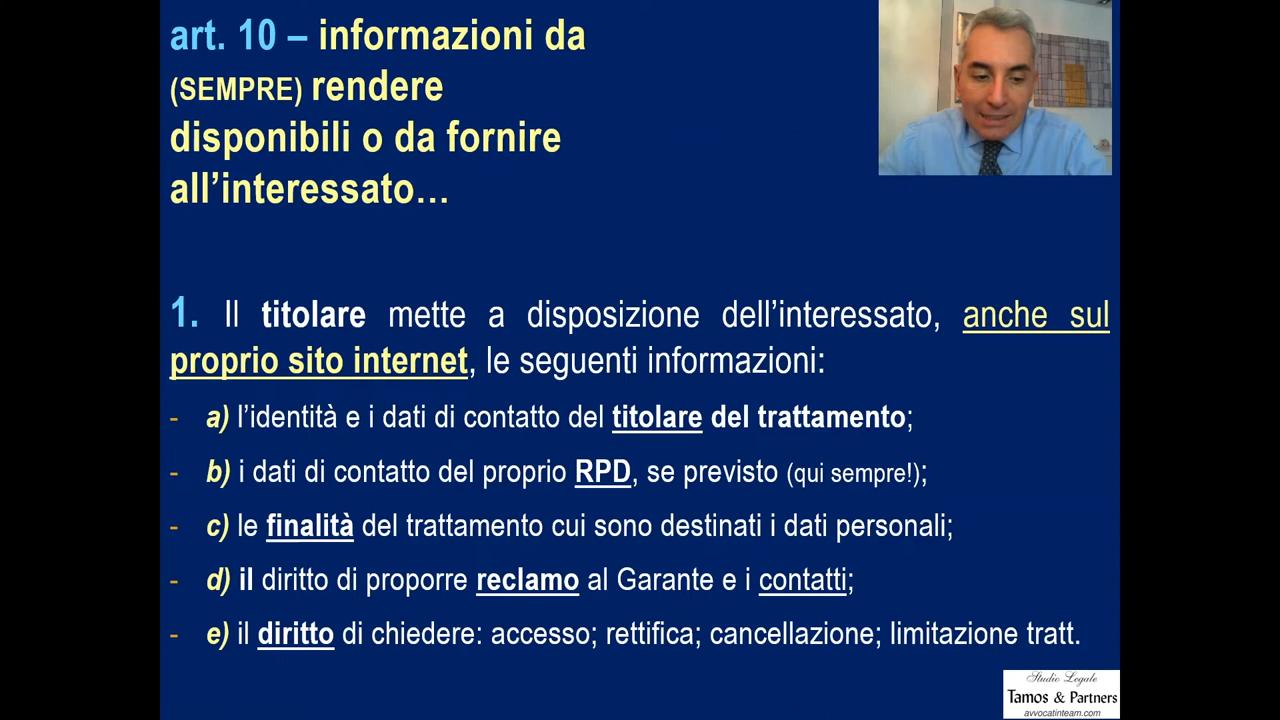 art. 10 – informazioni da
(SEMPRE) rendere
disponibili o da fornire
all’interessato…
1. Il titolare mette a disposizione dell’interessato, anche sul
proprio sito internet, le seguenti informazioni:
- a) l’identità e i dati di contatto del titolare del trattamento;
- b) i dati di contatto del proprio RPD, se previsto (qui sempre!);
- c) le finalità del trattamento cui sono destinati i dati personali;
- d) il diritto di proporre reclamo al Garante e i contatti;
- e) il diritto di chiedere: accesso; rettifica; cancellazione; limitazione tratt.
Studio Legale
Tamos & Partners
avvocatinteam.com